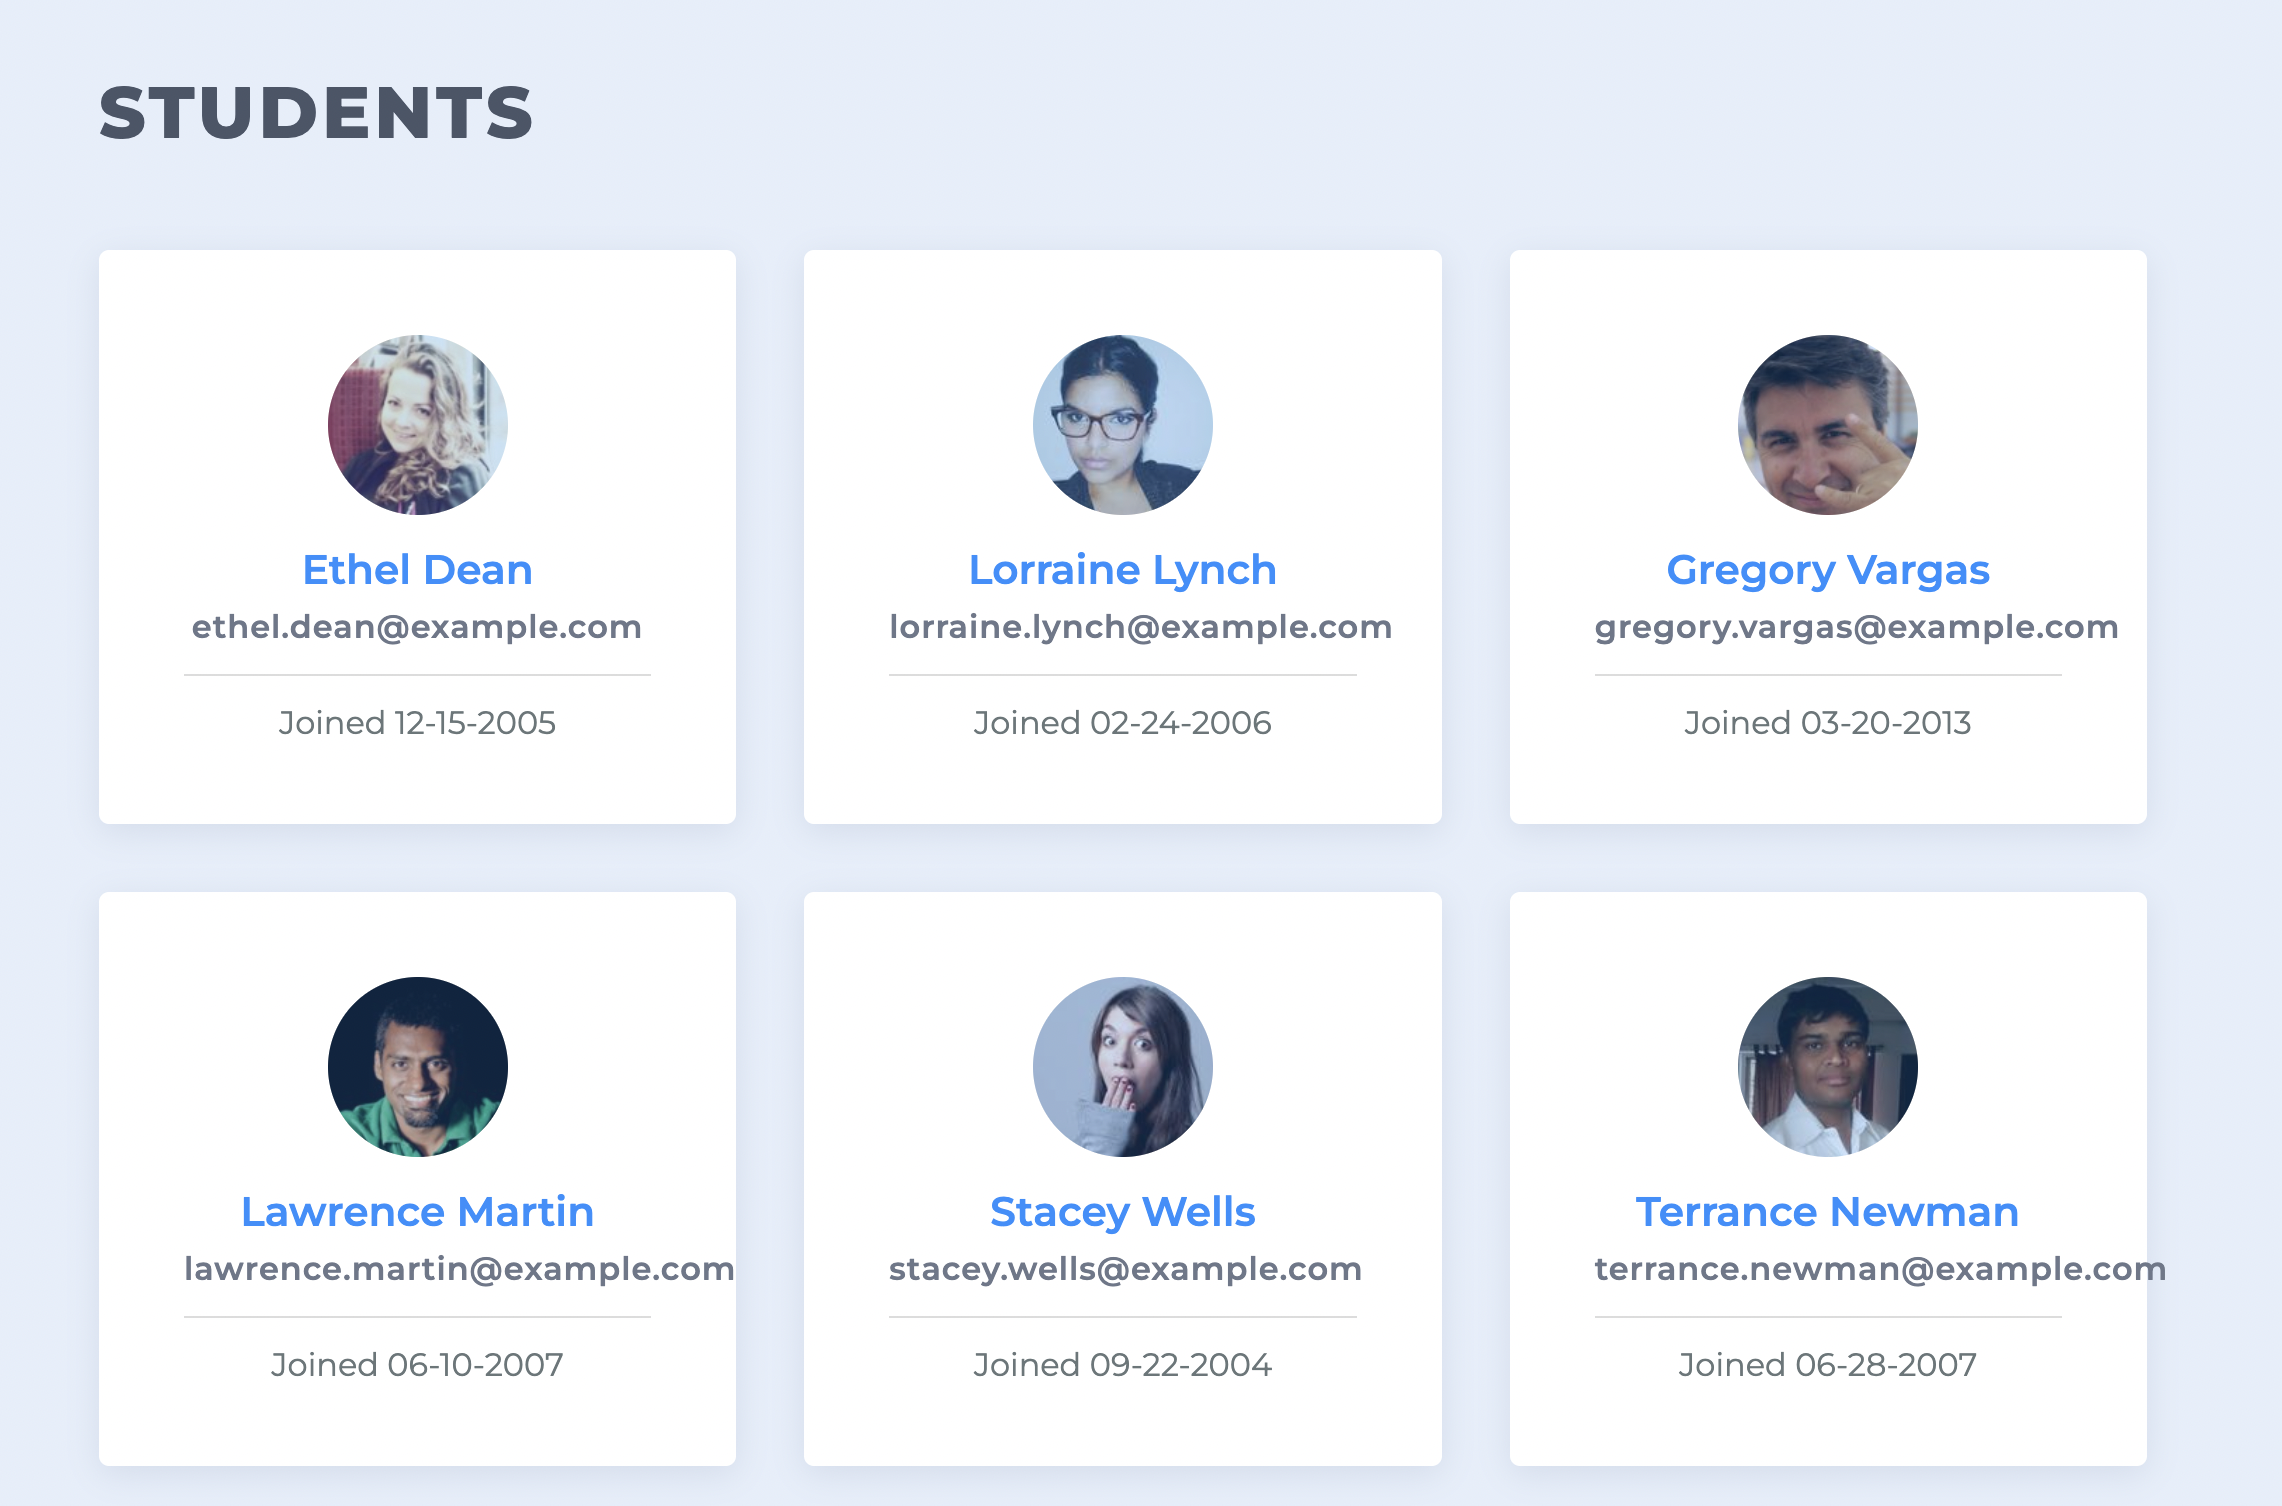 STUDENTS
Ethel Dean
ethel.dean@example.com
Joined 12-15-2005
Lorraine Lynch
lorraine.lynch@example.com
Joined 02-24-2006
Gregory Vargas
gregory.vargas@example.com
Joined 03-20-2013
Lawrence Martin
lawrence.martin@example.com
Joined 06-10-2007
Stacey Wells
stacey.wells@example.com
Joined 09-22-2004
Terrance Newman
terrance.newman@example.com
Joined 06-28-2007